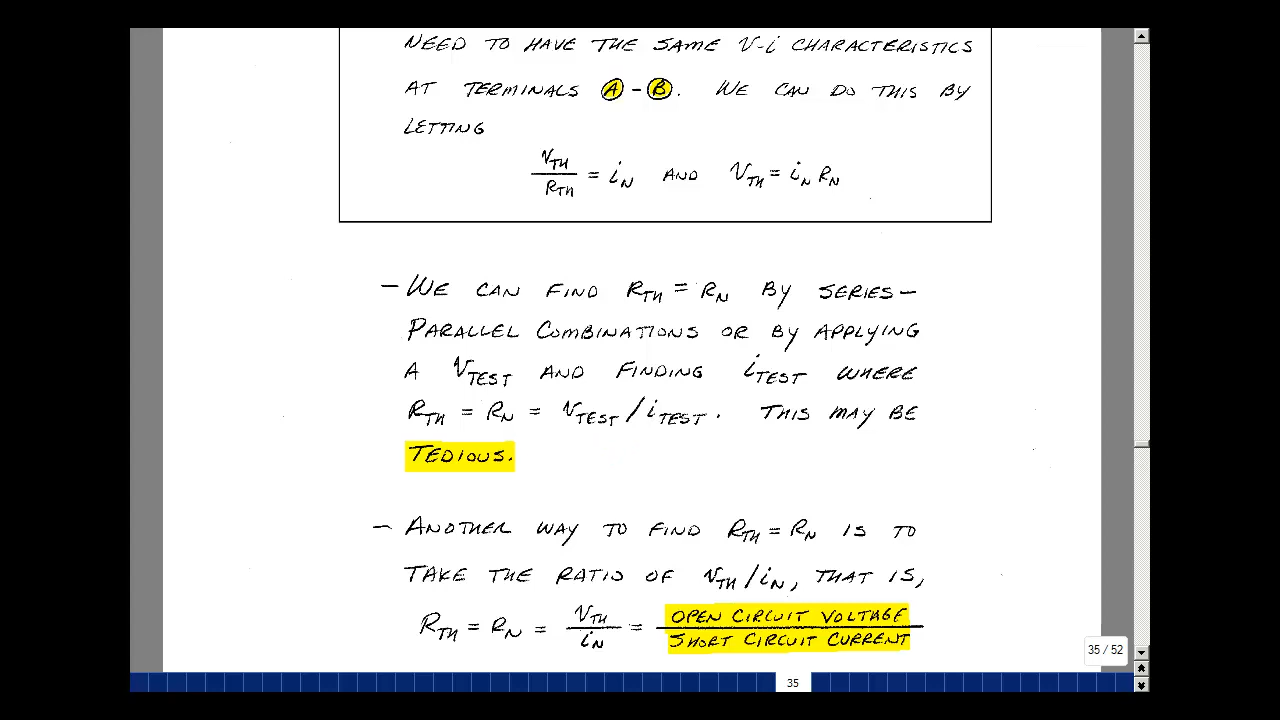 NEED TO HAVE THE SAME V-i CHARACTERISTICS
AT TERMINALS A - B. WE CAN DO THIS BY
LETTING
VTH / RTH = iN AND VTH = iN RN
- WE CAN FIND RTH = RN BY SERIES-
PARALLEL COMBINATIONS OR BY APPLYING
A VTEST AND FINDING iTEST WHERE
RTH = RN = VTEST / iTEST. THIS MAY BE
TEDIOUS.
- ANOTHER WAY TO FIND RTH = RN IS TO
TAKE THE RATIO OF VTH / iN, THAT IS,
RTH = RN = VTH / iN = OPEN CIRCUIT VOLTAGE / SHORT CIRCUIT CURRENT
35 / 52
35